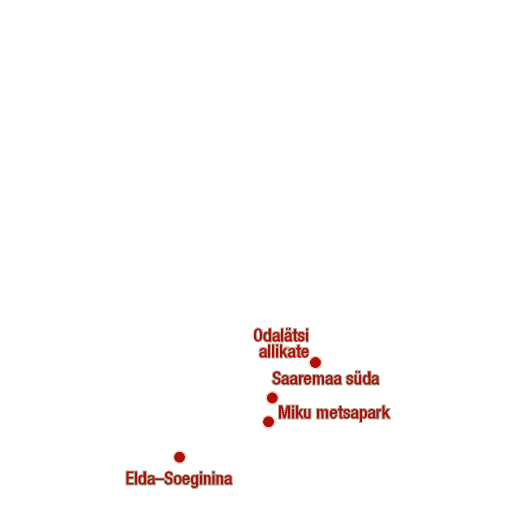 Odalätsi
allikate
Saaremaa süda
Miku metsapark
Elda–Soeginina